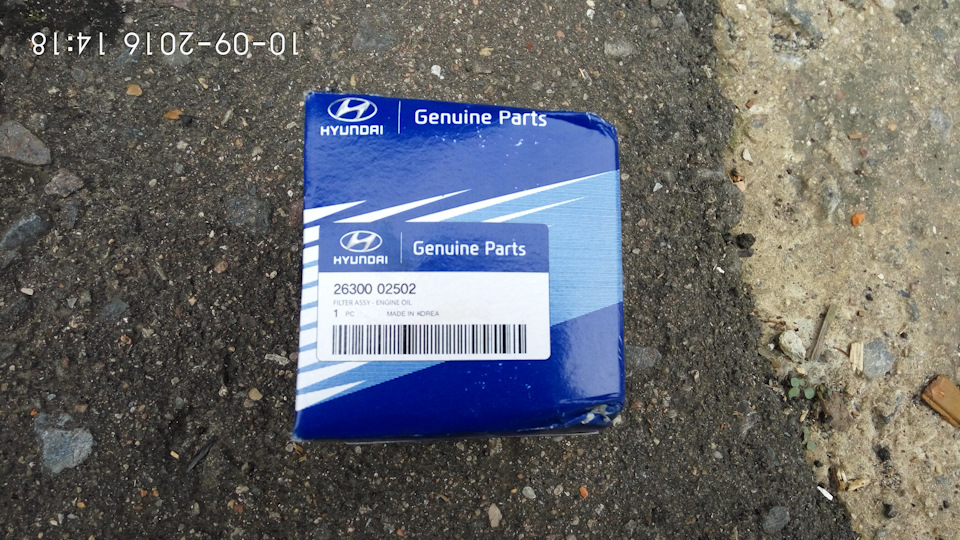 10-09-2016 14:18
HYUNDAI
Genuine Parts
HYUNDAI
Genuine Parts
26300 02502
FILTER ASSY - ENGINE OIL
1 PC MADE IN KOREA